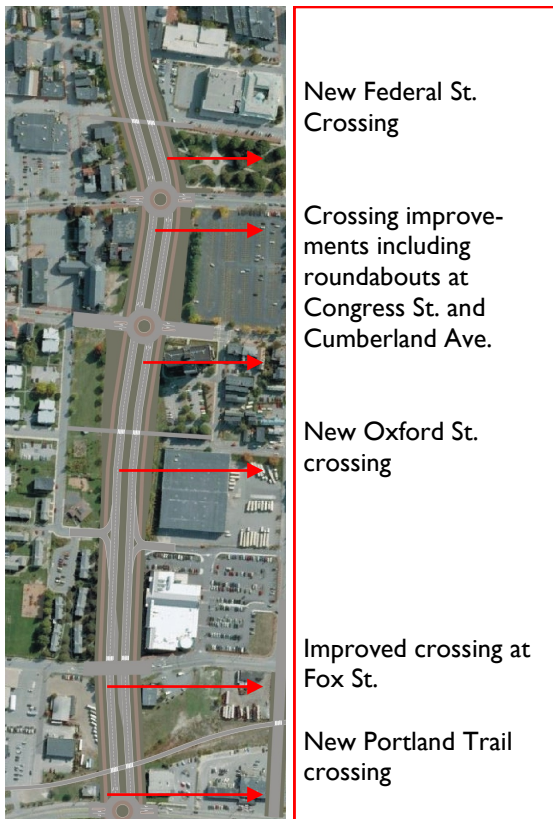 New Federal St.
Crossing
Crossing improve-
ments including
roundabouts at
Congress St. and
Cumberland Ave.
New Oxford St.
crossing
Improved crossing at
Fox St.
New Portland Trail
crossing